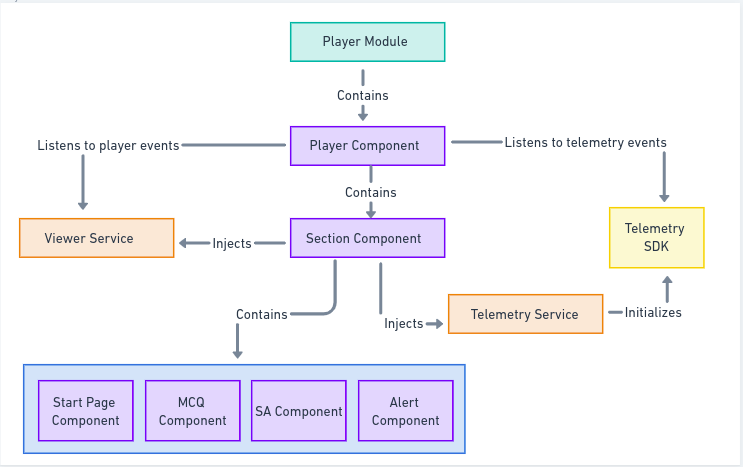 Player Module
Contains
Listens to player events
Player Component
Listens to telemetry events
Contains
Viewer Service
Injects
Section Component
Telemetry
SDK
Contains
Injects
Telemetry Service
Initializes
Start Page
Component
MCQ
Component
SA Component
Alert
Component